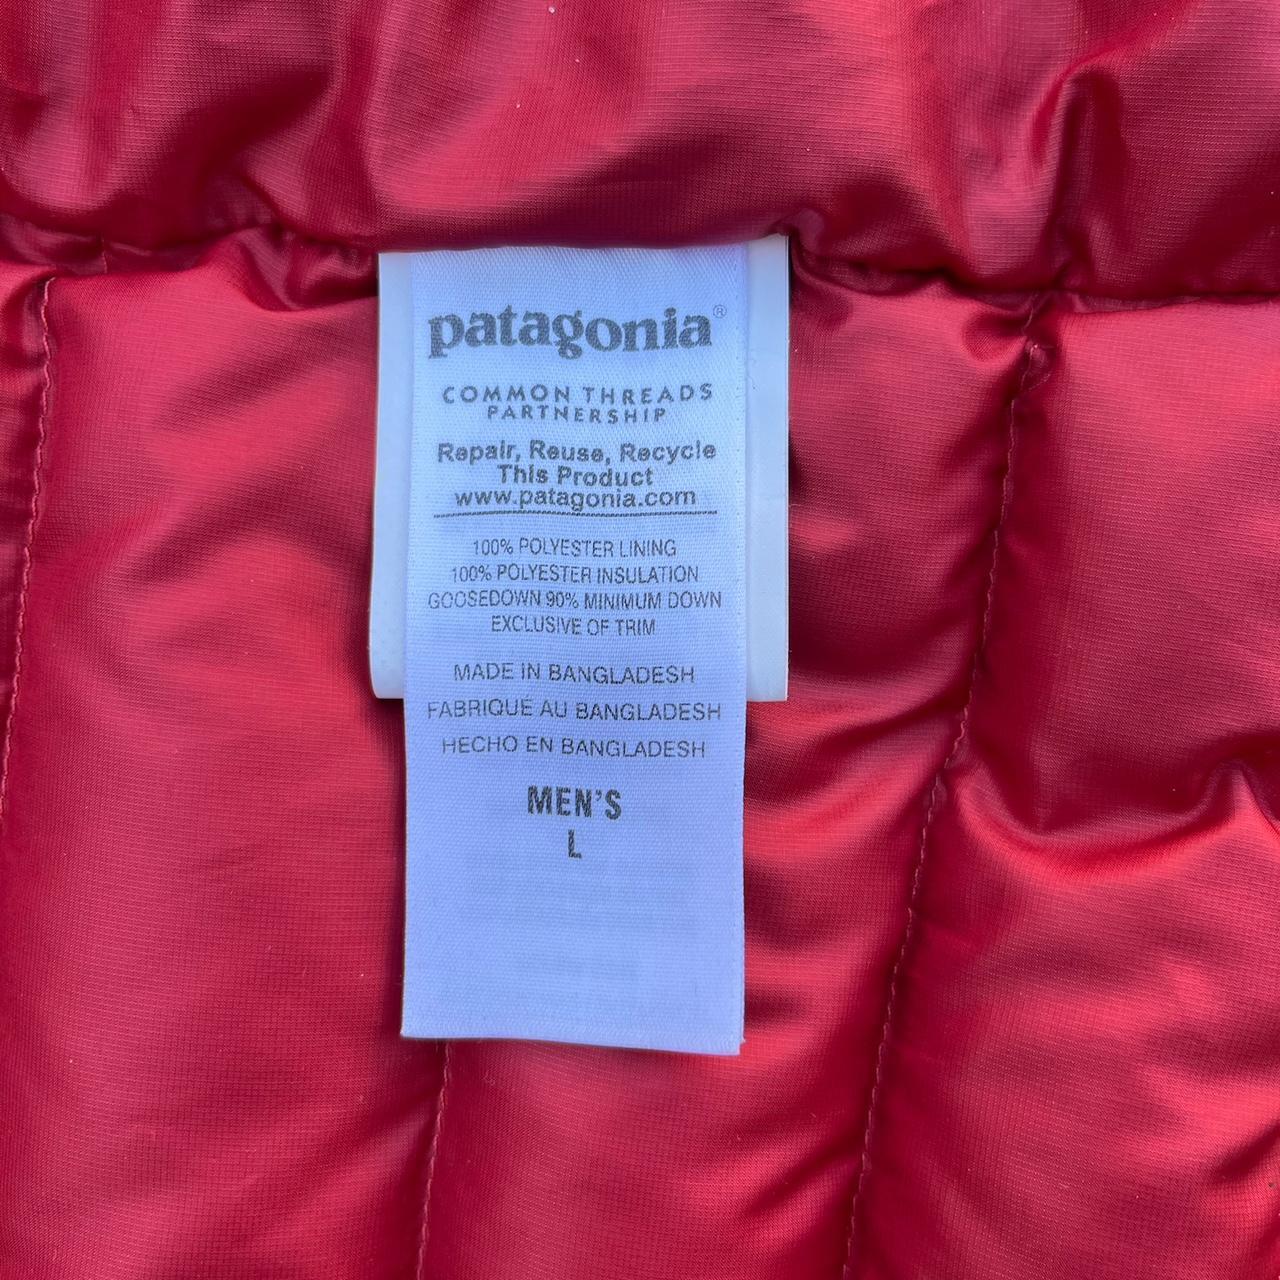 patagonia®
COMMON THREADS
PARTNERSHIP
Repair, Reuse, Recycle
This Product
www.patagonia.com
100% POLYESTER LINING
100% POLYESTER INSULATION
GOOSEDOWN 90% MINIMUM DOWN
EXCLUSIVE OF TRIM
MADE IN BANGLADESH
FABRIQUÉ AU BANGLADESH
HECHO EN BANGLADESH
MEN'S
L